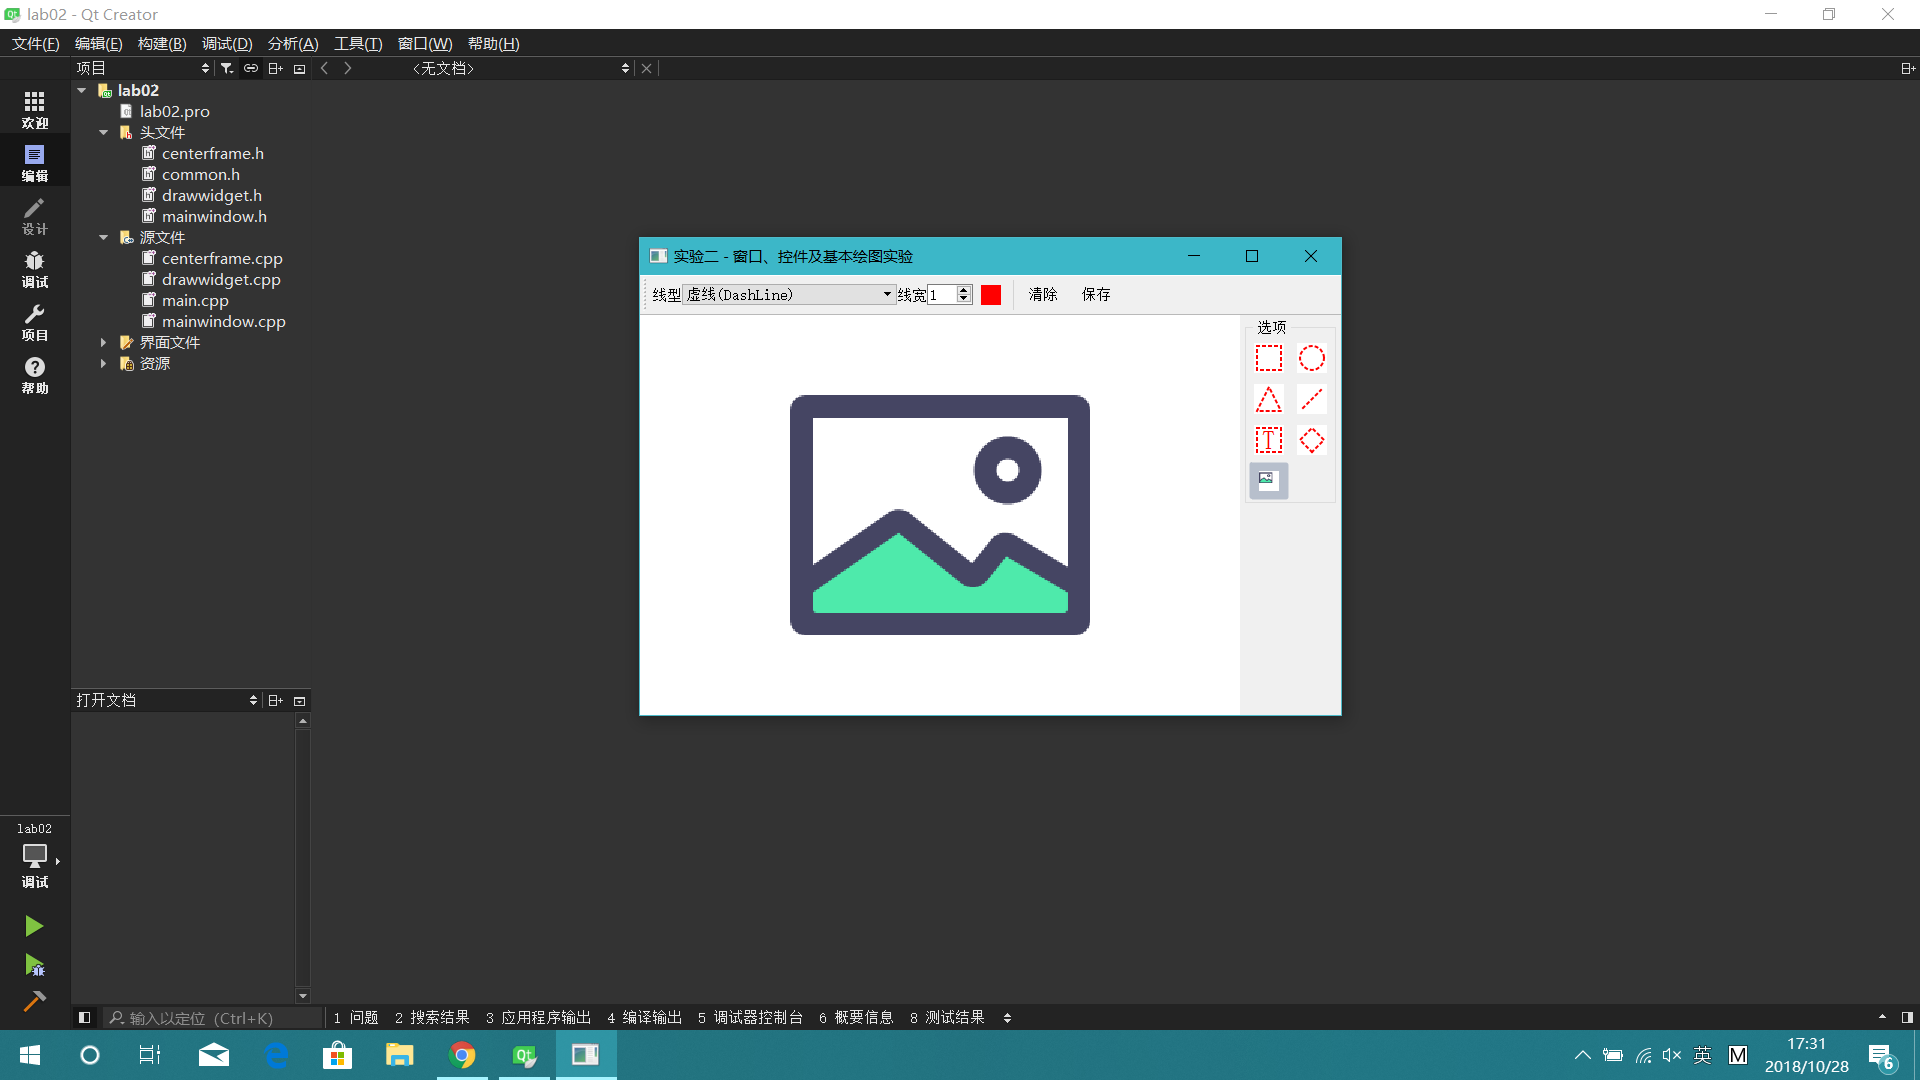 lab02 - Qt Creator
文件(F) 编辑(E) 构建(B) 调试(D) 分析(A) 工具(T) 窗口(W) 帮助(H)
项目 <无文档>
欢迎
编辑
设计
调试
项目
帮助
lab02
lab02.pro
头文件
centerframe.h
common.h
drawwidget.h
mainwindow.h
源文件
centerframe.cpp
drawwidget.cpp
main.cpp
mainwindow.cpp
界面文件
资源
实验二 - 窗口、控件及基本绘图实验
线型 虚线(DashLine) 线宽 1 清除 保存
选项
T
打开文档
lab02
调试
输入以定位 (Ctrl+K) 1 问题 2 搜索结果 3 应用程序输出 4 编译输出 5 调试器控制台 6 概要信息 8 测试结果
Qt 英 M 17:31
2018/10/28 6